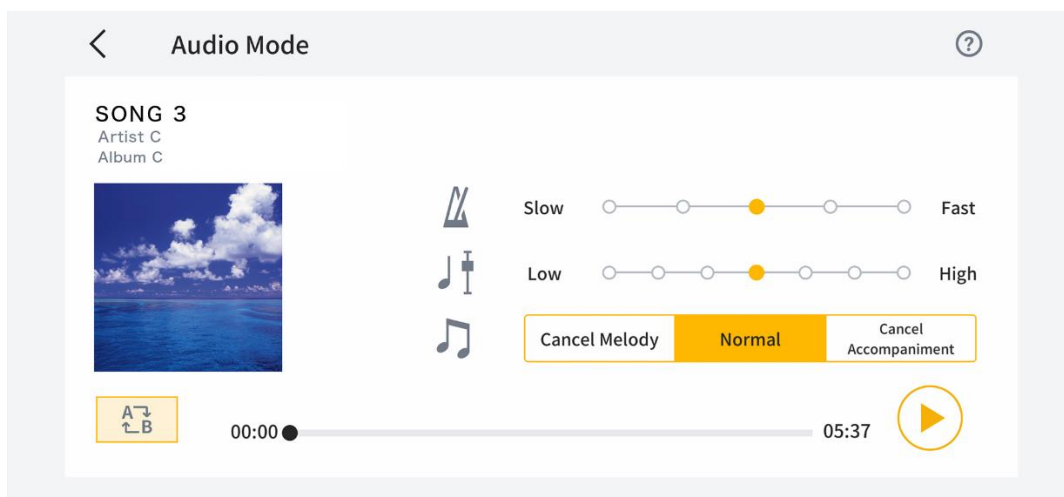 Audio Mode
?
SONG 3
Artist C
Album C
Slow Fast
Low High
Cancel Melody Normal Cancel
Accompaniment
A
B
00:00 05:37